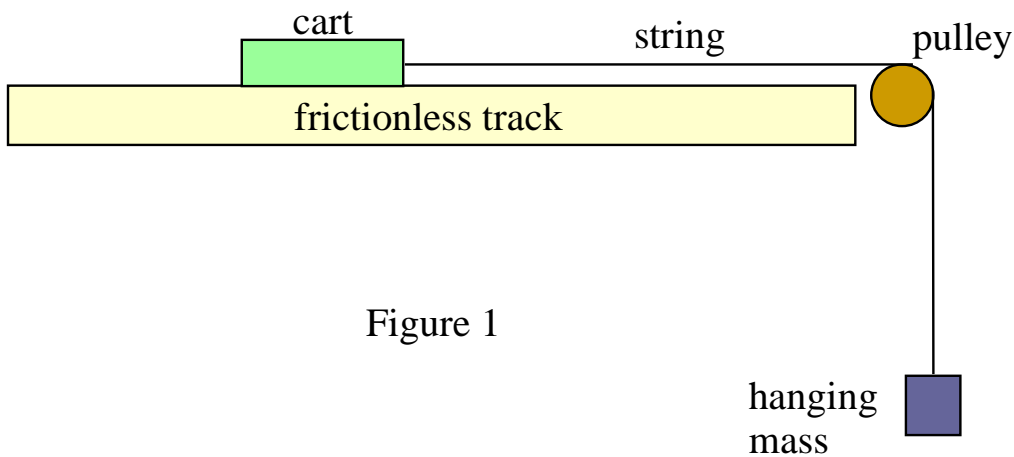 cart
string
pulley
frictionless track
Figure 1
hanging
mass